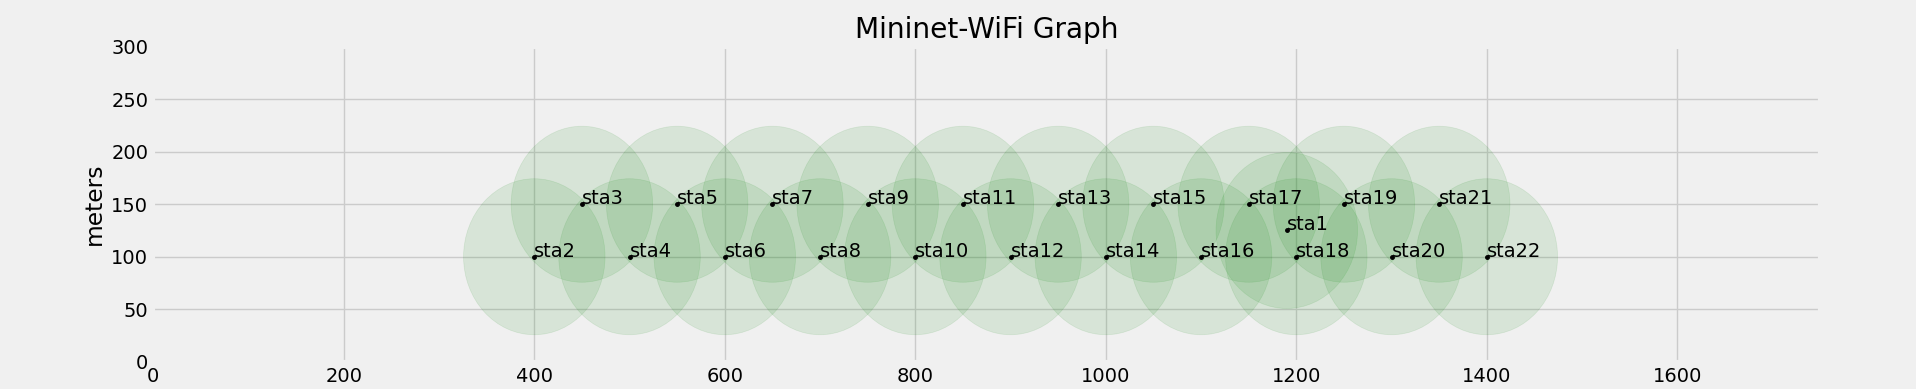 Mininet-WiFi Graph
300
250
200
150
100
50
0
meters
sta3
sta5
sta7
sta9
sta11
sta13
sta15
sta17
sta19
sta21
sta1
sta2
sta4
sta6
sta8
sta10
sta12
sta14
sta16
sta18
sta20
sta22
0 200 400 600 800 1000 1200 1400 1600